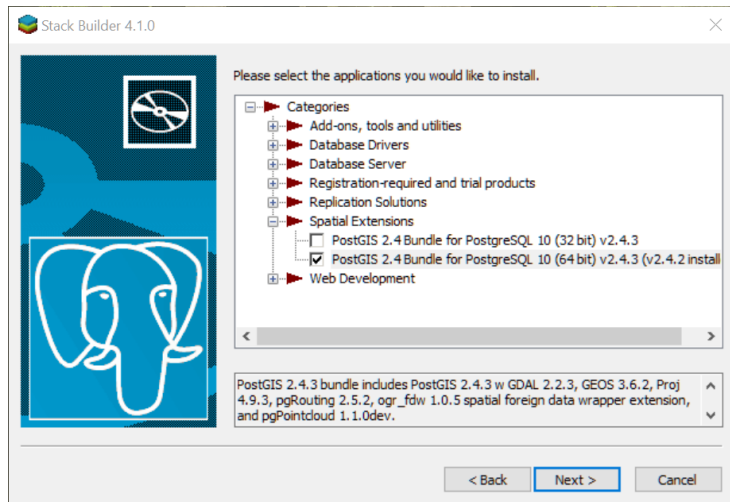 Stack Builder 4.1.0
Please select the applications you would like to install.
Categories
Add-ons, tools and utilities
Database Drivers
Database Server
Registration-required and trial products
Replication Solutions
Spatial Extensions
PostGIS 2.4 Bundle for PostgreSQL 10 (32 bit) v2.4.3
PostGIS 2.4 Bundle for PostgreSQL 10 (64 bit) v2.4.3 (v2.4.2 install
Web Development
PostGIS 2.4.3 bundle includes PostGIS 2.4.3 w GDAL 2.2.3, GEOS 3.6.2, Proj
4.9.3, pgRouting 2.5.2, ogr_fdw 1.0.5 spatial foreign data wrapper extension,
and pgPointcloud 1.1.0dev.
< Back
Next >
Cancel